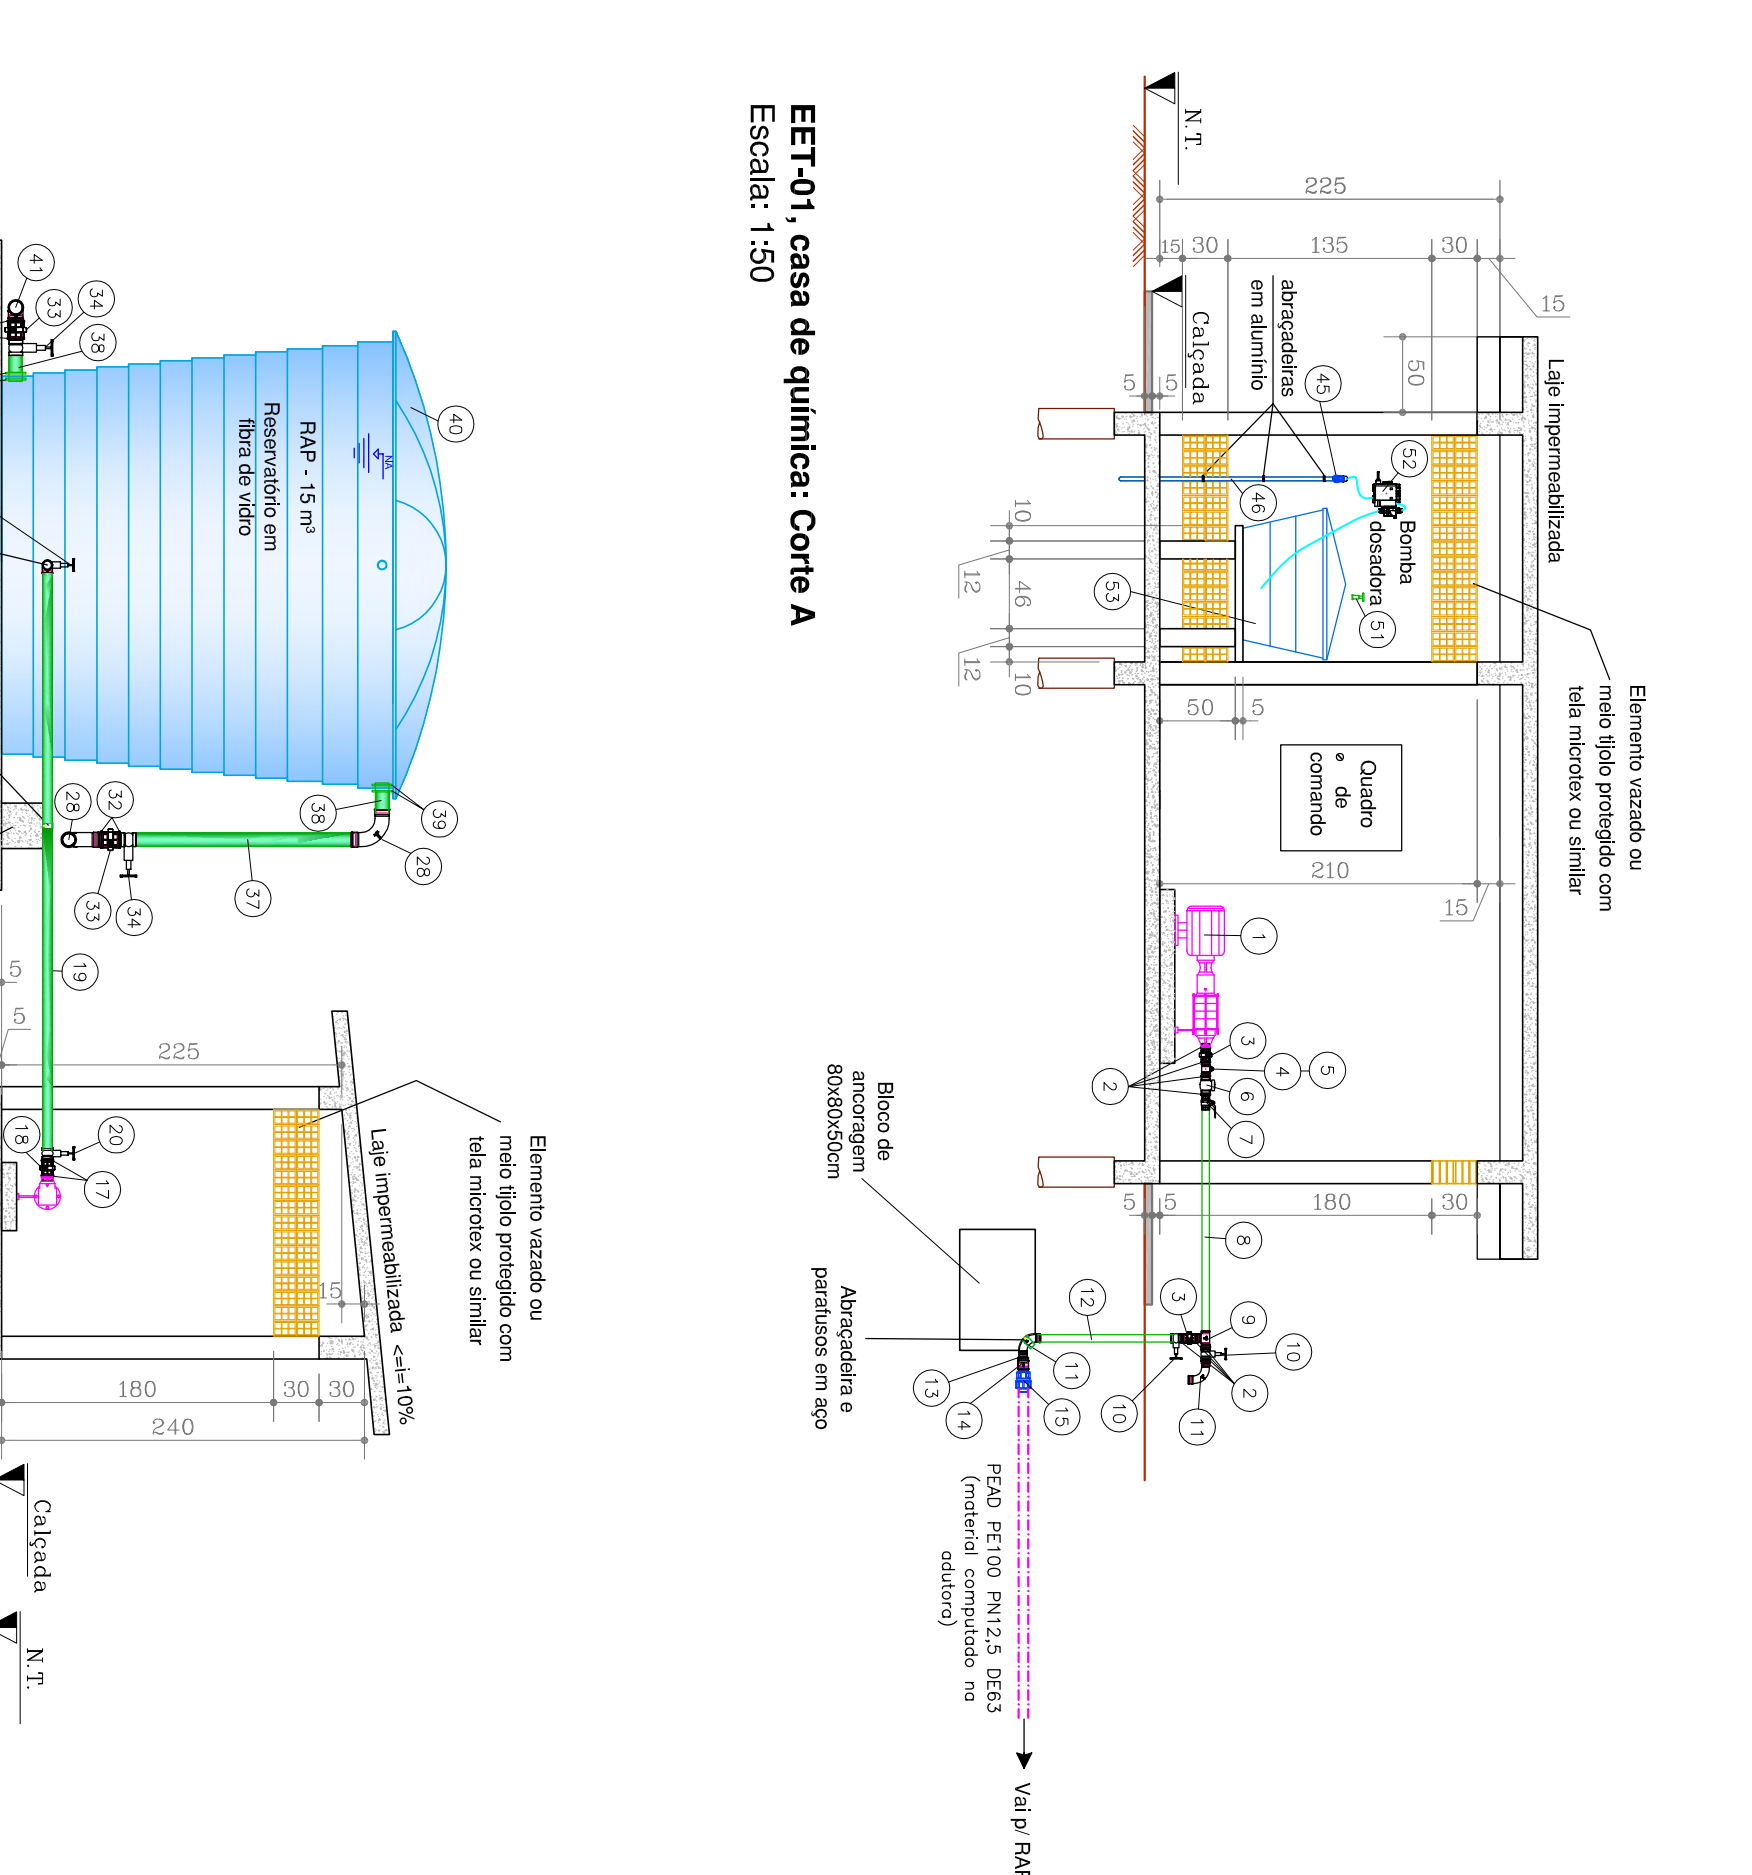 Elemento vazado ou
meio tijolo protegido com
tela microtex ou similar
Laje impermeabilizada
15
225
15
30
135
30
50
N.T.
Calçada
abraçadeiras
em alumínio
45
46
52
Bomba
dosadora
51
53
5
5
10
12
46
12
10
50
5
Quadro
de
comando
210
15
1
2
3
4
5
6
7
8
5
5
180
30
9
10
2
11
3
10
12
11
13
14
15
Bloco de
ancoragem
80x80x50cm
Abraçadeira e
parafusos em aço
PEAD PE100 PN12,5 DE63
(material computado na
adutora)
Vai p/ RAP
EET-01, casa de química: Corte A
Escala: 1:50
41
33
34
38
40
NA
RAP - 15 m³
Reservatório em
fibra de vidro
39
38
28
28
32
33
34
37
19
5
5
225
Elemento vazado ou
meio tijolo protegido com
tela microtex ou similar
Laje impermeabilizada <=i=10%
20
18
17
15
180
30
30
240
Calçada
N.T.